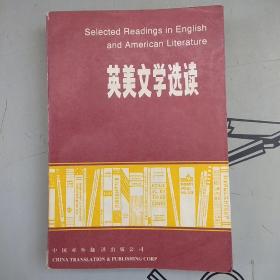 Selected Readings in English
and American Literature
英美文学选读
中国对外翻译出版公司
CHINA TRANSLATION & PUBLISHING CORP